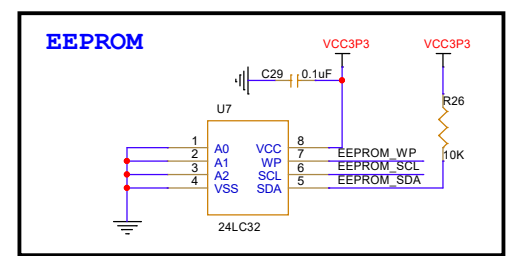 EEPROM
VCC3P3
VCC3P3
C29
0.1uF
R26
10K
U7
1 A0
2 A1
3 A2
4 VSS
VCC 8
WP 7 EEPROM_WP
SCL 6 EEPROM_SCL
SDA 5 EEPROM_SDA
24LC32